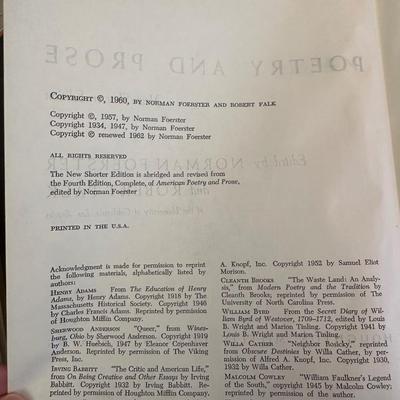 POETRY AND PROSE
COPYRIGHT ©, 1960, BY NORMAN FOERSTER AND ROBERT FALK
Copyright ©, 1957, by Norman Foerster
Copyright 1934, 1947, by Norman Foerster
Copyright © renewed 1962 by Norman Foerster
Edited by NORMAN FOERSTER
ALL RIGHTS RESERVED
The New Shorter Edition is abridged and revised from
the Fourth Edition, Complete, of American Poetry and Prose,
edited by Norman Foerster
and
PRINTED IN THE U.S.A.
Acknowledgment is made for permission to reprint
the following materials, alphabetically listed by
authors:
HENRY ADAMS From The Education of Henry
Adams, by Henry Adams. Copyright 1918 by The
Massachusetts Historical Society. Copyright 1946
by Charles Francis Adams. Reprinted by permission
of Houghton Mifflin Company.
SHERWOOD ANDERSON "Queer," from Wines-
burg, Ohio by Sherwood Anderson. Copyright 1919
by B. W. Huebsch, 1947 by Eleanor Copenhaver
Anderson. Reprinted by permission of The Viking
Press, Inc.
IRVING BABBITT "The Critic and American Life,"
from On Being Creative and Other Essays by Irving
Babbitt. Copyright 1932 by Irving Babbitt. Re-
printed by permission of Houghton Mifflin Company.
A. Knopf, Inc. Copyright 1952 by Samuel Eliot
Morison.
CLEANTH BROOKS "The Waste Land: An Analy-
sis," from Modern Poetry and the Tradition by
Cleanth Brooks; reprinted by permission of The
University of North Carolina Press.
WILLIAM BYRD From the Secret Diary of Wil-
liam Byrd of Westover, 1709–1712, edited by Louis
B. Wright and Marion Tinling. Copyright 1941 by
Louis B. Wright and Marion Tinling.
WILLA CATHER "Neighbor Rosicky," reprinted
from Obscure Destinies by Willa Cather, by per-
mission of Alfred A. Knopf, Inc. Copyright 1930,
1932 by Willa Cather.
MALCOLM COWLEY "William Faulkner's Legend
of the South," copyright 1945 by Malcolm Cowley;